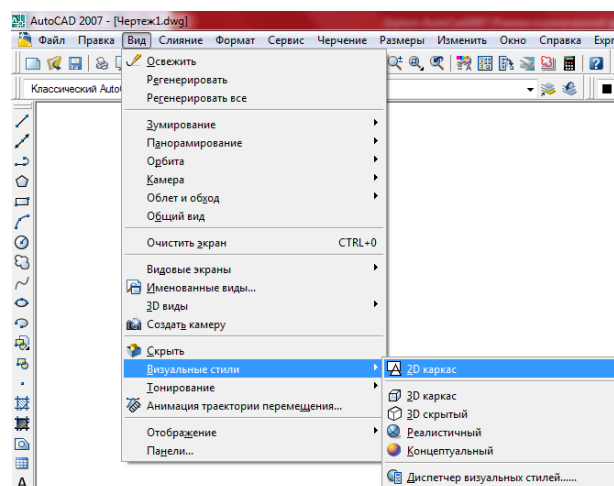 AutoCAD 2007 - [Чертеж1.dwg]
Файл Правка Вид Слияние Формат Сервис Черчение Размеры Изменить Окно Справка Expr
Классический Auto
Освежить
Регенерировать
Регенерировать все
Зумирование
Панорамирование
Орбита
Камера
Облет и обход
Общий вид
Очистить экран CTRL+0
Видовые экраны
Именованные виды...
3D виды
Создать камеру
Скрыть
Визуальные стили
Тонирование
Анимация траектории перемещения...
Отображение
Панели...
2D каркас
3D каркас
3D скрытый
Реалистичный
Концептуальный
Диспетчер визуальных стилей......
A